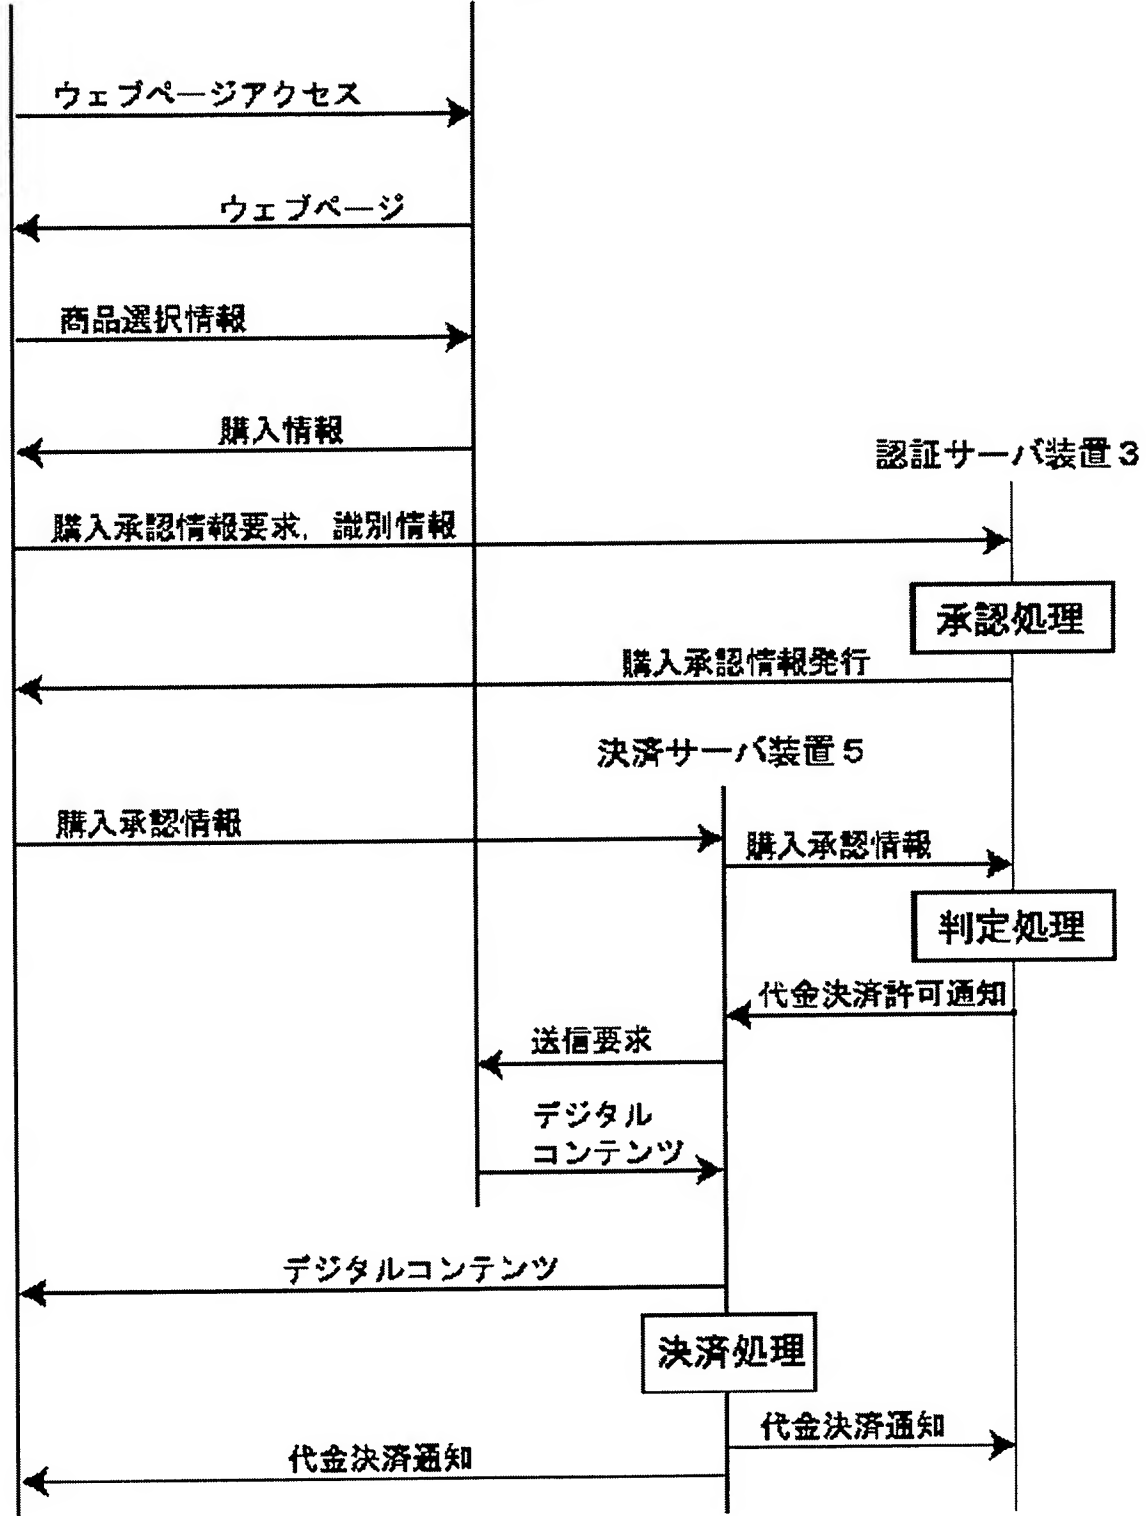 ウェブページアクセス
ウェブページ
商品選択情報
購入情報
認証サーバ装置3
購入承認情報要求, 識別情報
承認処理
購入承認情報発行
決済サーバ装置5
購入承認情報
購入承認情報
判定処理
代金決済許可通知
送信要求
デジタル
コンテンツ
デジタルコンテンツ
決済処理
代金決済通知
代金決済通知